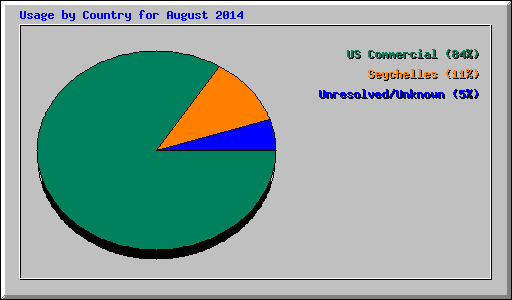 Usage by Country for August 2014
US Commercial (84%)
Seychelles (11%)
Unresolved/Unknown (5%)